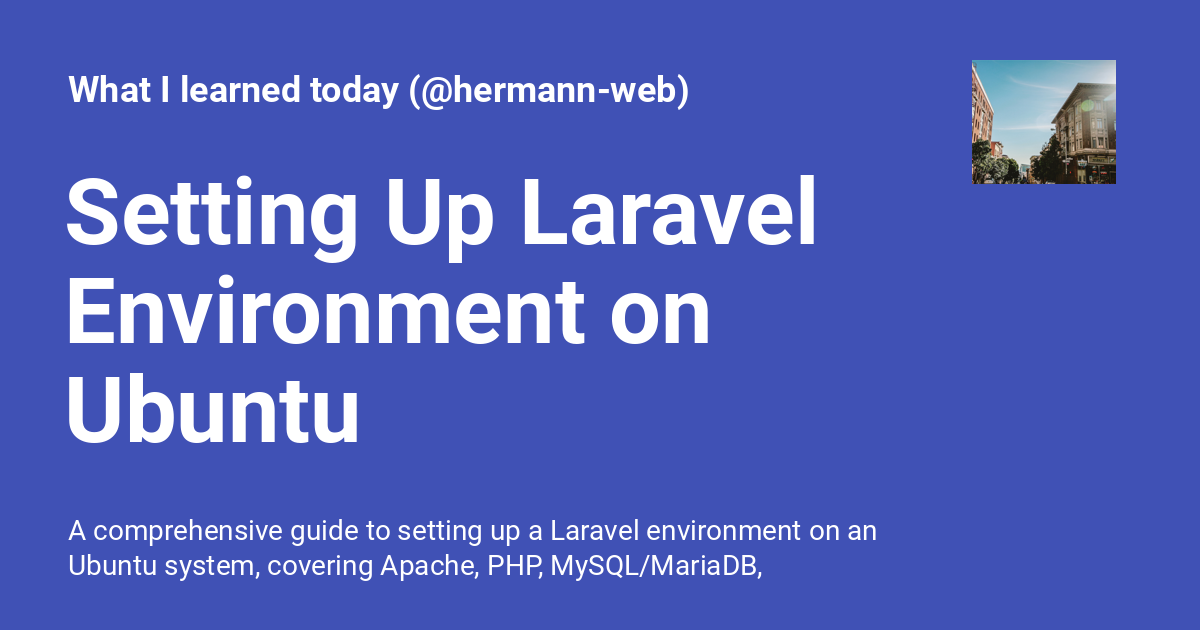 What I learned today (@hermann-web)
Setting Up Laravel
Environment on
Ubuntu
A comprehensive guide to setting up a Laravel environment on an
Ubuntu system, covering Apache, PHP, MySQL/MariaDB,